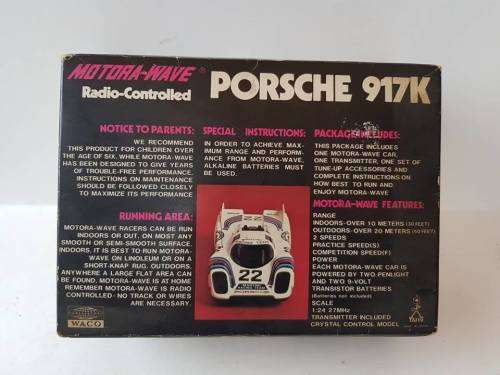 MOTORA-WAVE ®
Radio-Controlled
PORSCHE 917K
NOTICE TO PARENTS:
WE RECOMMEND
THIS PRODUCT FOR CHILDREN OVER
THE AGE OF SIX. WHILE MOTORA-WAVE
HAS BEEN DESIGNED TO GIVE YEARS
OF TROUBLE-FREE PERFORMANCE,
INSTRUCTIONS ON MAINTENANCE
SHOULD BE FOLLOWED CLOSELY
TO MAXIMIZE ITS PERFORMANCE
RUNNING AREA:
MOTORA-WAVE RACERS CAN BE RUN
INDOORS OR OUT, ON MOST ANY
SMOOTH OR SEMI-SMOOTH SURFACE.
INDOORS, IT IS BEST TO RUN MOTORA-
WAVE ON LINOLEUM OR ON A
SHORT-KNAP RUG. OUTDOORS,
ANYWHERE A LARGE FLAT AREA CAN
BE FOUND. MOTORA-WAVE IS AT HOME
REMEMBER MOTORA-WAVE IS RADIO
CONTROLLED- NO TRACK OR WIRES
ARE NECESSARY.
WACO
SPECIAL INSTRUCTIONS:
IN ORDER TO ACHIEVE MAX-
IMUM RANGE AND PERFORM-
ANCE FROM MOTORA-WAVE,
ALKALINE BATTERIES MUST
BE USED.
22
PACKAGE INCLUDES:
THIS PACKAGE INCLUDES
ONE MOTORA-WAVE CAR,
ONE TRANSMITTER, ONE SET OF
TUNE-UP ACCESSORIES AND
COMPLETE INSTRUCTIONS ON
HOW BEST TO RUN AND
ENJOY MOTORA-WAVE
MOTORA-WAVE FEATURES:
RANGE
INDOORS-OVER 10 METERS (30 FEET)
OUTDOORS-OVER 20 METERS (60 FEET)
2 SPEEDS
PRACTICE SPEED(S)
COMPETITION SPEED(F)
POWER
EACH MOTORA-WAVE CAR IS
POWERED BY TWO PENLIGHT
AND TWO 9-VOLT
TRANSISTOR BATTERIES
(Batteries not included)
SCALE
1:24 27MHz
TRANSMITTER INCLUDED
CRYSTAL CONTROL MODEL
TAIYO